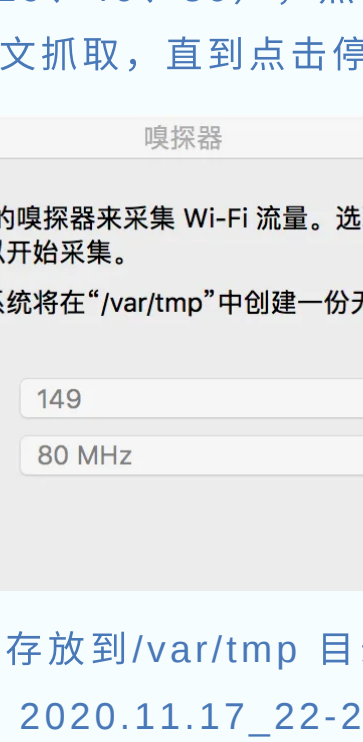 文抓取，直到点击停
嗅探器
的嗅探器来采集 Wi-Fi 流量。选
开始采集。
系统将在“/var/tmp”中创建一份
149
80 MHz
存放到/var/tmp 目
2020.11.17_22-2